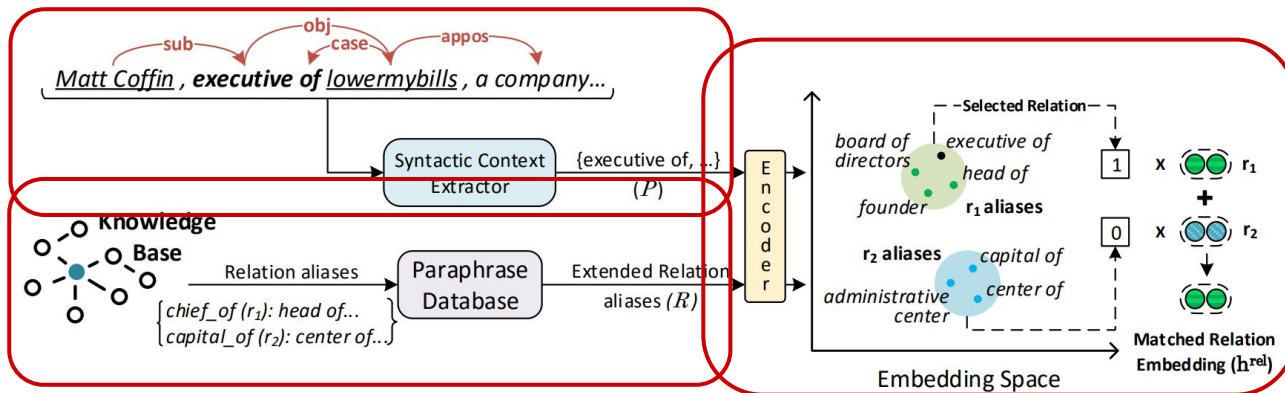 sub
obj
case
appos
Matt Coffin , executive of lowermybills , a company...
Syntactic Context
Extractor
{executive of, ...}
(P)
Knowledge
Base
Relation aliases
chief_of (r1): head of...
capital_of (r2): center of...
Paraphrase
Database
Extended Relation
aliases (R)
Encoder
Selected Relation
board of
directors
executive of
head of
founder
r1 aliases
r2 aliases
capital of
center of
administrative
center
1
x
r1
+
0
x
r2
Matched Relation
Embedding (h^rel)
Embedding Space